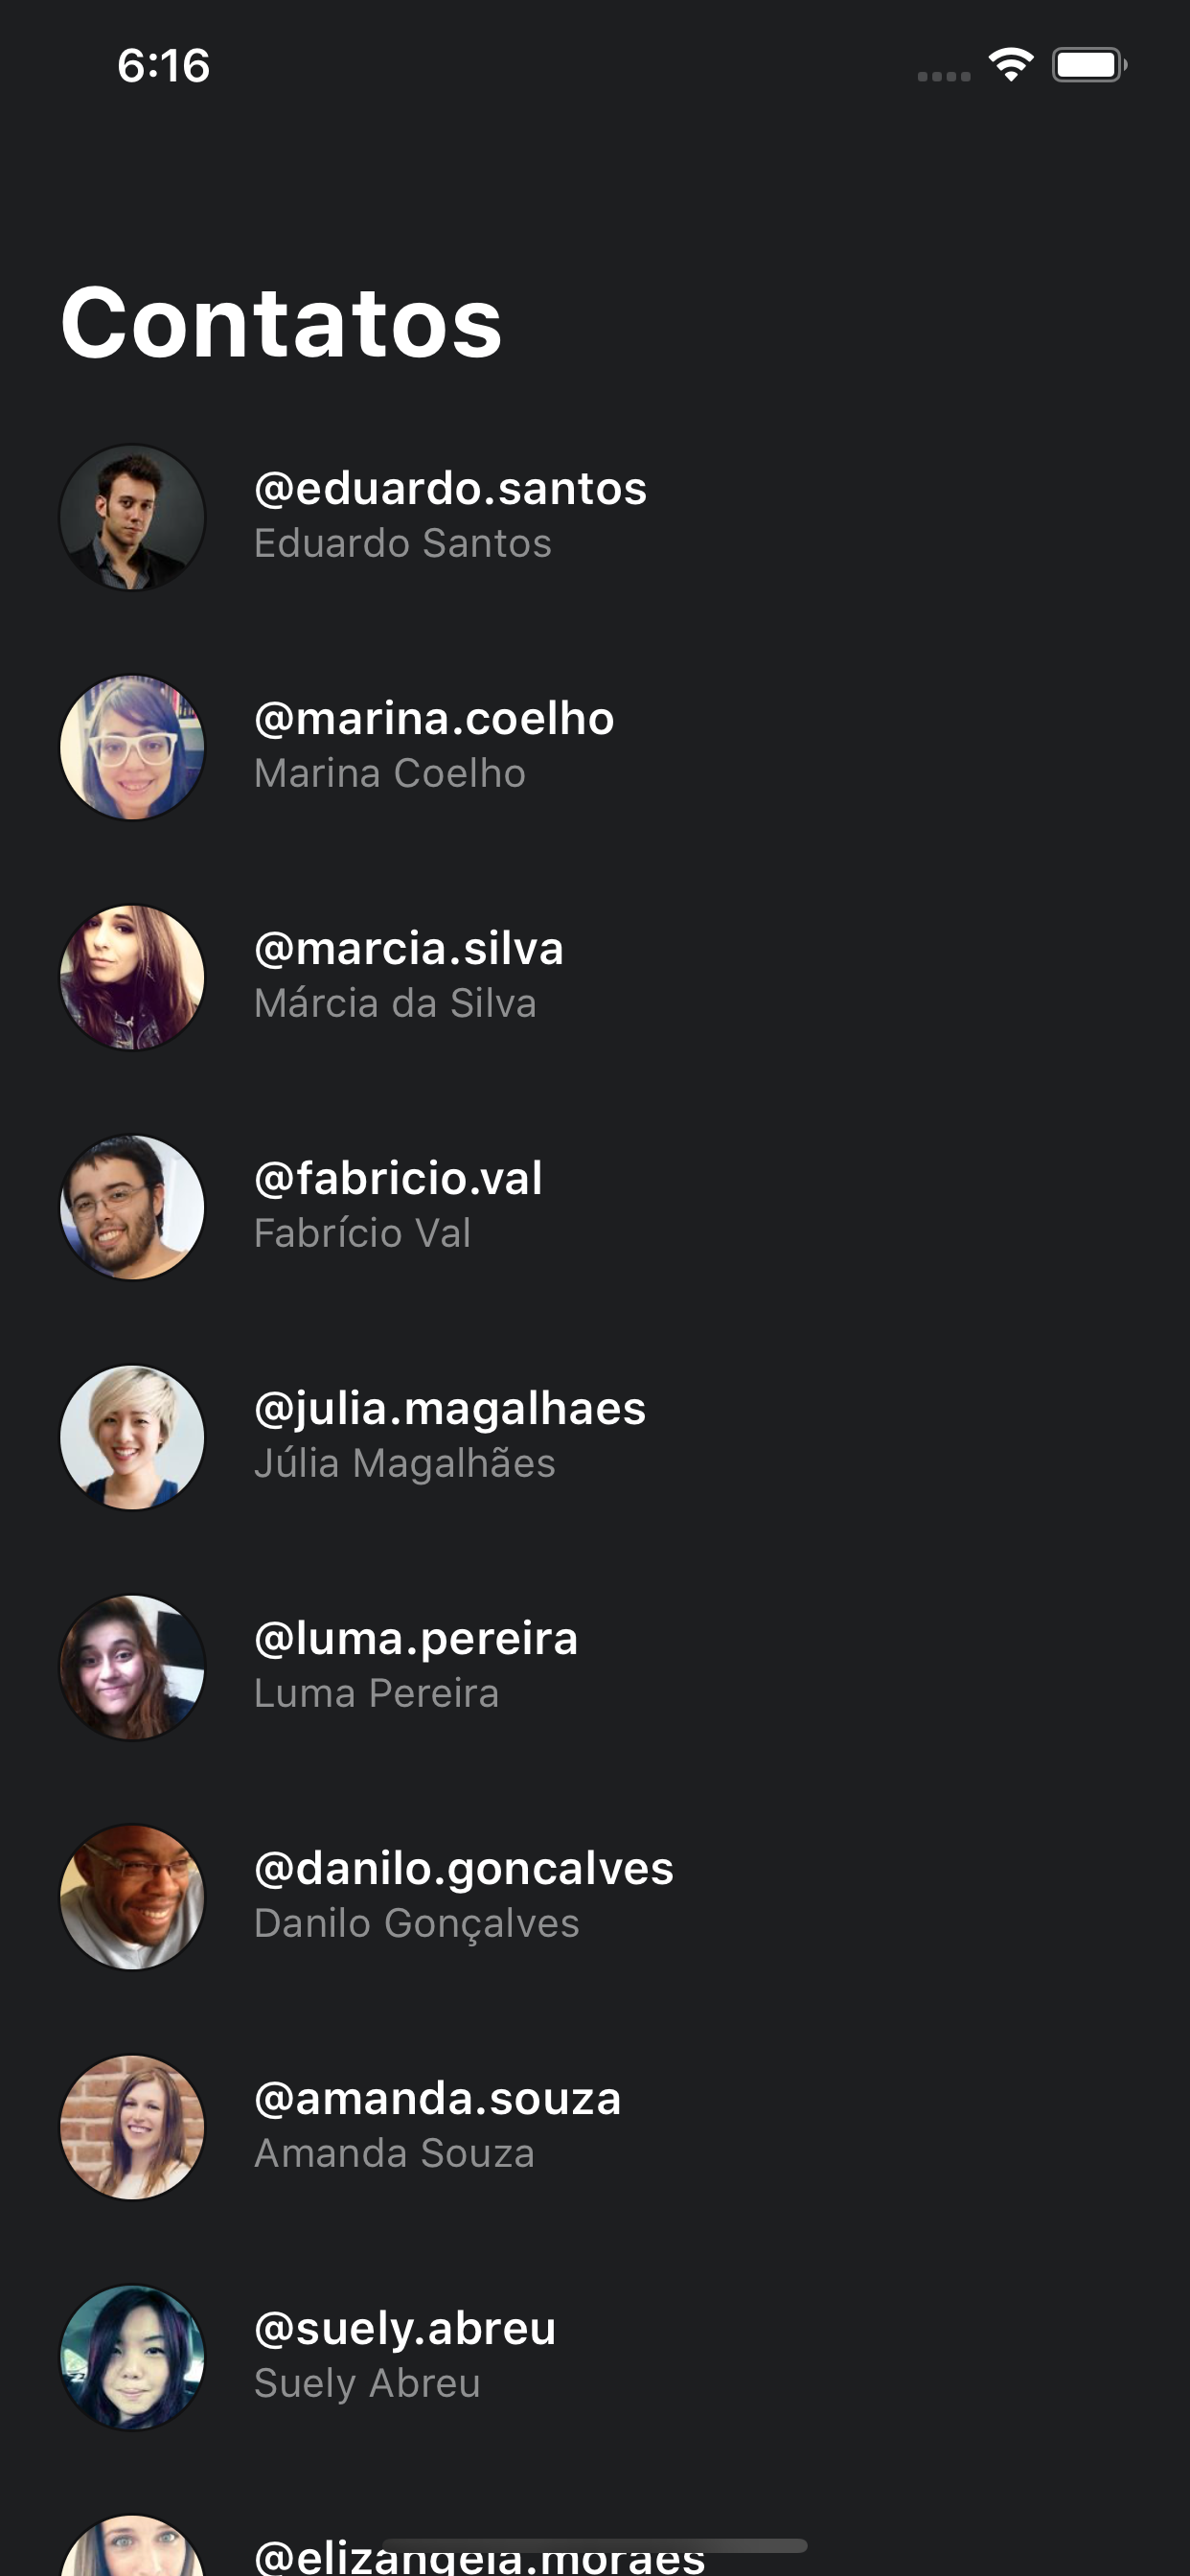 6:16
Contatos
@eduardo.santos
Eduardo Santos
@marina.coelho
Marina Coelho
@marcia.silva
Márcia da Silva
@fabricio.val
Fabrício Val
@julia.magalhaes
Júlia Magalhães
@luma.pereira
Luma Pereira
@danilo.goncalves
Danilo Gonçalves
@amanda.souza
Amanda Souza
@suely.abreu
Suely Abreu
@elizangela.moraes